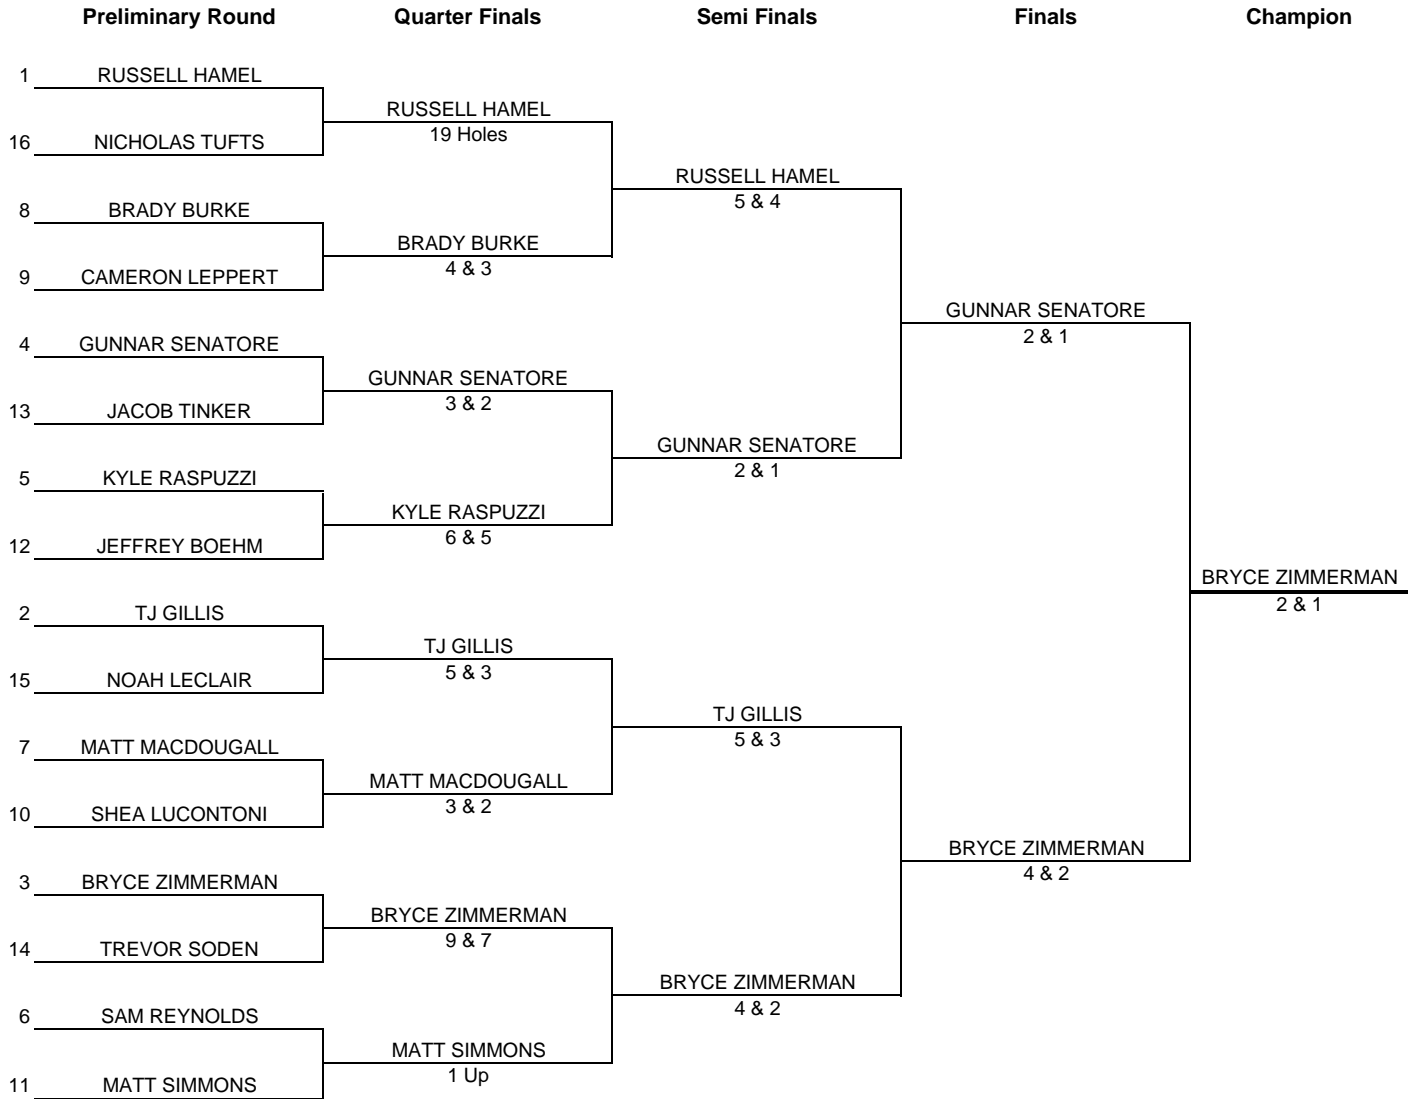 Preliminary Round Quarter Finals Semi Finals Finals Champion
1 RUSSELL HAMEL
RUSSELL HAMEL
19 Holes
16 NICHOLAS TUFTS
RUSSELL HAMEL
5 & 4
8 BRADY BURKE
BRADY BURKE
4 & 3
9 CAMERON LEPPERT
GUNNAR SENATORE
2 & 1
4 GUNNAR SENATORE
GUNNAR SENATORE
3 & 2
13 JACOB TINKER
GUNNAR SENATORE
2 & 1
5 KYLE RASPUZZI
KYLE RASPUZZI
6 & 5
12 JEFFREY BOEHM
BRYCE ZIMMERMAN
2 & 1
2 TJ GILLIS
TJ GILLIS
5 & 3
15 NOAH LECLAIR
TJ GILLIS
5 & 3
7 MATT MACDOUGALL
MATT MACDOUGALL
3 & 2
10 SHEA LUCONTONI
BRYCE ZIMMERMAN
4 & 2
3 BRYCE ZIMMERMAN
BRYCE ZIMMERMAN
9 & 7
14 TREVOR SODEN
BRYCE ZIMMERMAN
4 & 2
6 SAM REYNOLDS
MATT SIMMONS
1 Up
11 MATT SIMMONS